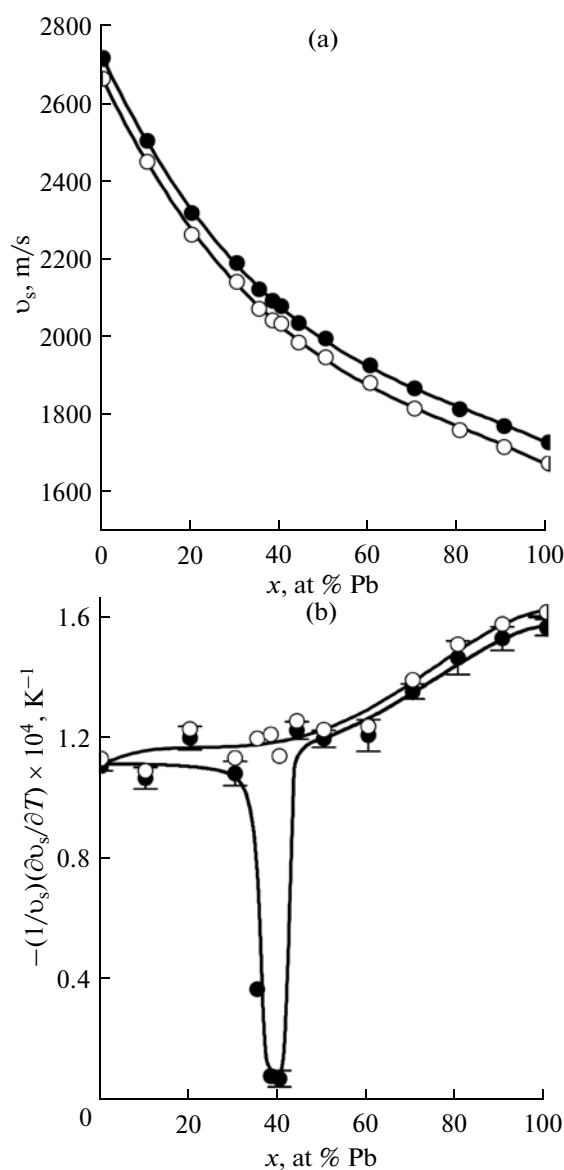 (a)
2800
2600
2400
2200
2000
1800
1600
υs, m/s
0 20 40 60 80 100
x, at % Pb
(b)
1.6
1.2
0.8
0.4
0
−(1/υs)(∂υs/∂T) × 10⁴, K⁻¹
20 40 60 80 100
x, at % Pb